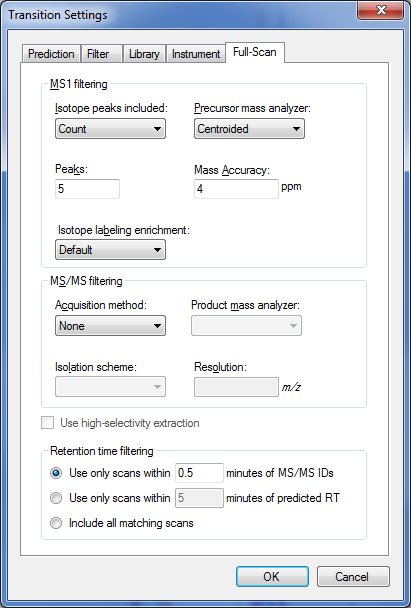 Transition Settings
Prediction Filter Library Instrument Full-Scan
MS1 filtering
Isotope peaks included: Precursor mass analyzer:
Count Centroided
Peaks: Mass Accuracy:
5 4 ppm
Isotope labeling enrichment:
Default
MS/MS filtering
Acquisition method: Product mass analyzer:
None
Isolation scheme: Resolution:
m/z
Use high-selectivity extraction
Retention time filtering
Use only scans within 0.5 minutes of MS/MS IDs
Use only scans within 5 minutes of predicted RT
Include all matching scans
OK Cancel